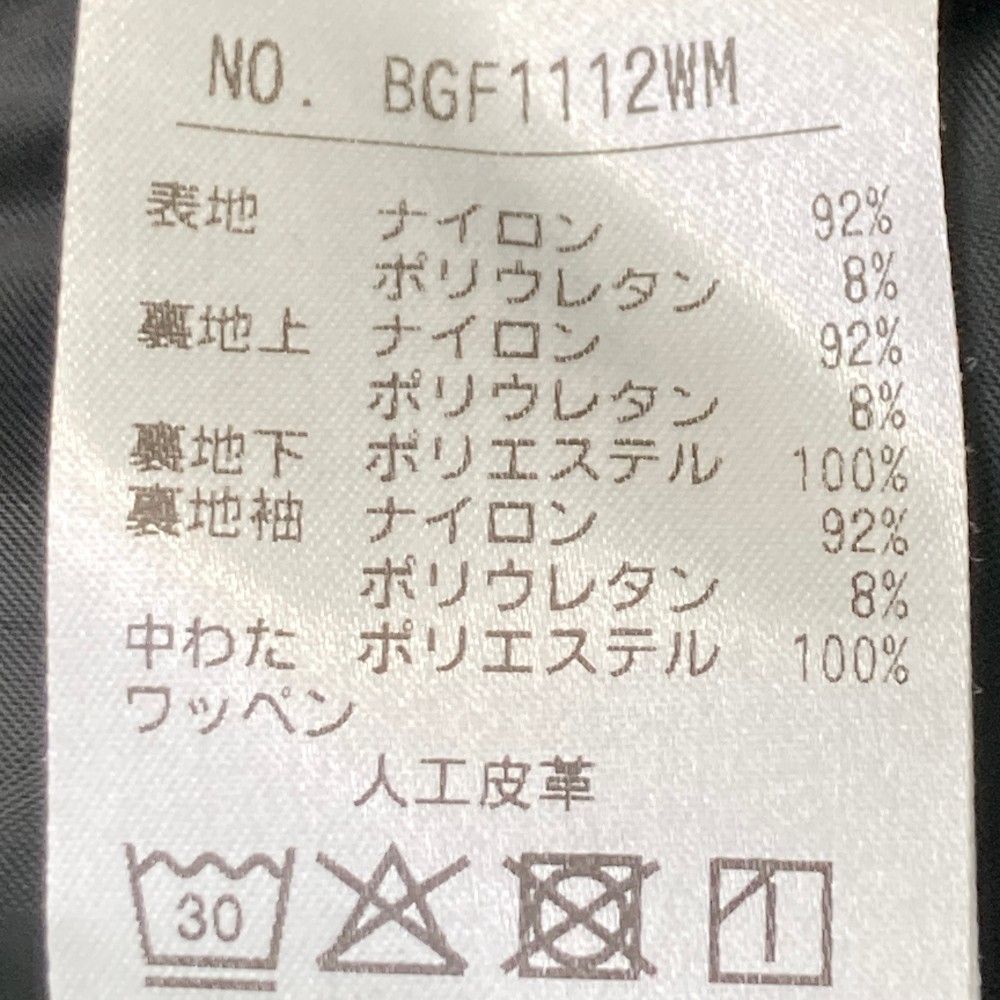 NO. BGF1112WM
表地 ナイロン 92%
ポリウレタン 8%
裏地上 ナイロン 92%
ポリウレタン 8%
裏地下 ポリエステル 100%
裏地袖 ナイロン 92%
ポリウレタン 8%
中わた ポリエステル 100%
ワッペン
人工皮革
30